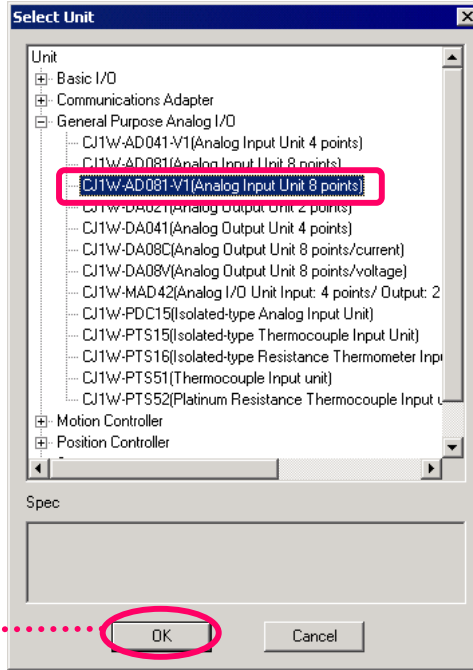 Select Unit
Unit
Basic I/O
Communications Adapter
General Purpose Analog I/O
CJ1W-AD041-V1(Analog Input Unit 4 points)
CJ1W-AD081(Analog Input Unit 8 points)
CJ1W-AD081-V1(Analog Input Unit 8 points)
CJ1W-DA021(Analog Output Unit 2 points)
CJ1W-DA041(Analog Output Unit 4 points)
CJ1W-DA08C(Analog Output Unit 8 points/current)
CJ1W-DA08V(Analog Output Unit 8 points/voltage)
CJ1W-MAD42(Analog I/O Unit Input: 4 points/ Output: 2
CJ1W-PDC15(Isolated-type Analog Input Unit)
CJ1W-PTS15(Isolated-type Thermocouple Input Unit)
CJ1W-PTS16(Isolated-type Resistance Thermometer Inp
CJ1W-PTS51(Thermocouple Input unit)
CJ1W-PTS52(Platinum Resistance Thermocouple Input u
Motion Controller
Position Controller
Spec
OK Cancel